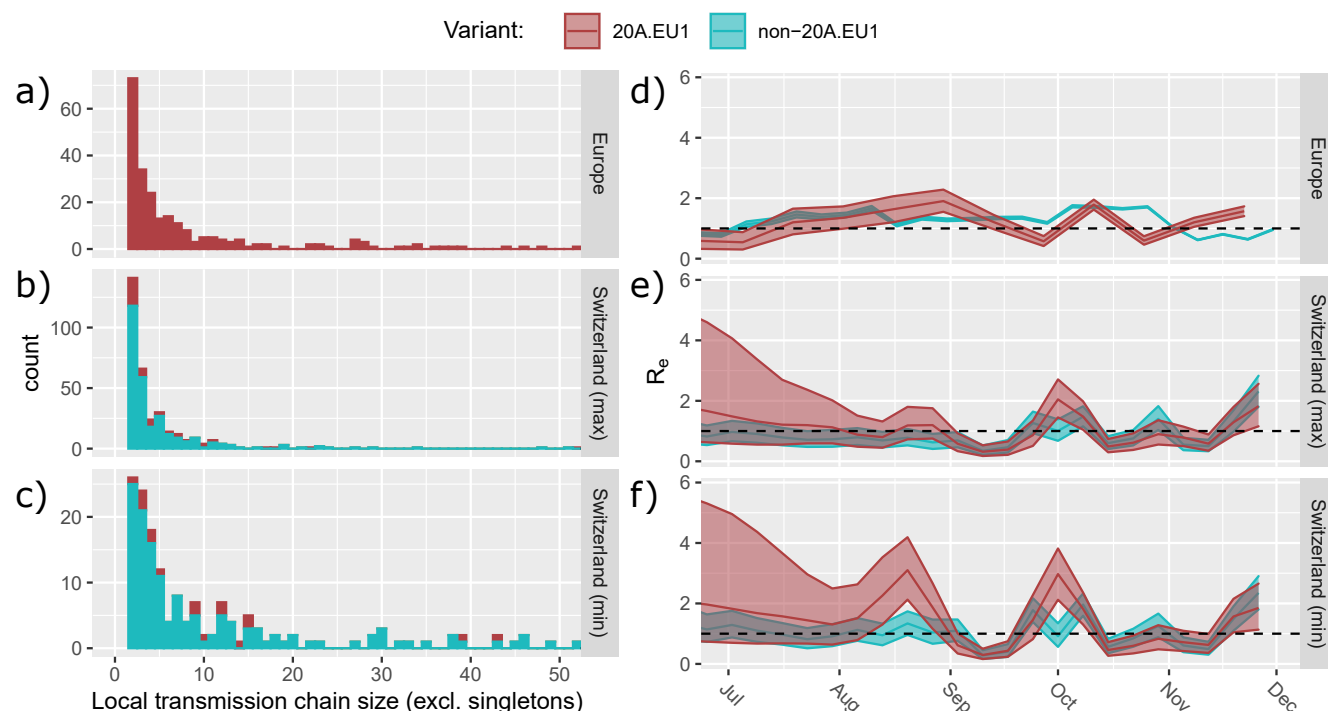 Variant: 20A.EU1 non−20A.EU1
a)
60
40
20
0
Europe
b)
100
50
0
Switzerland (max)
c)
20
10
0
Switzerland (min)
count
0 10 20 30 40 50
Local transmission chain size (excl. singletons)
d)
6
4
2
0
Europe
e)
6
4
2
0
Switzerland (max)
f)
6
4
2
0
Switzerland (min)
Re
Jul Aug Sep Oct Nov Dec